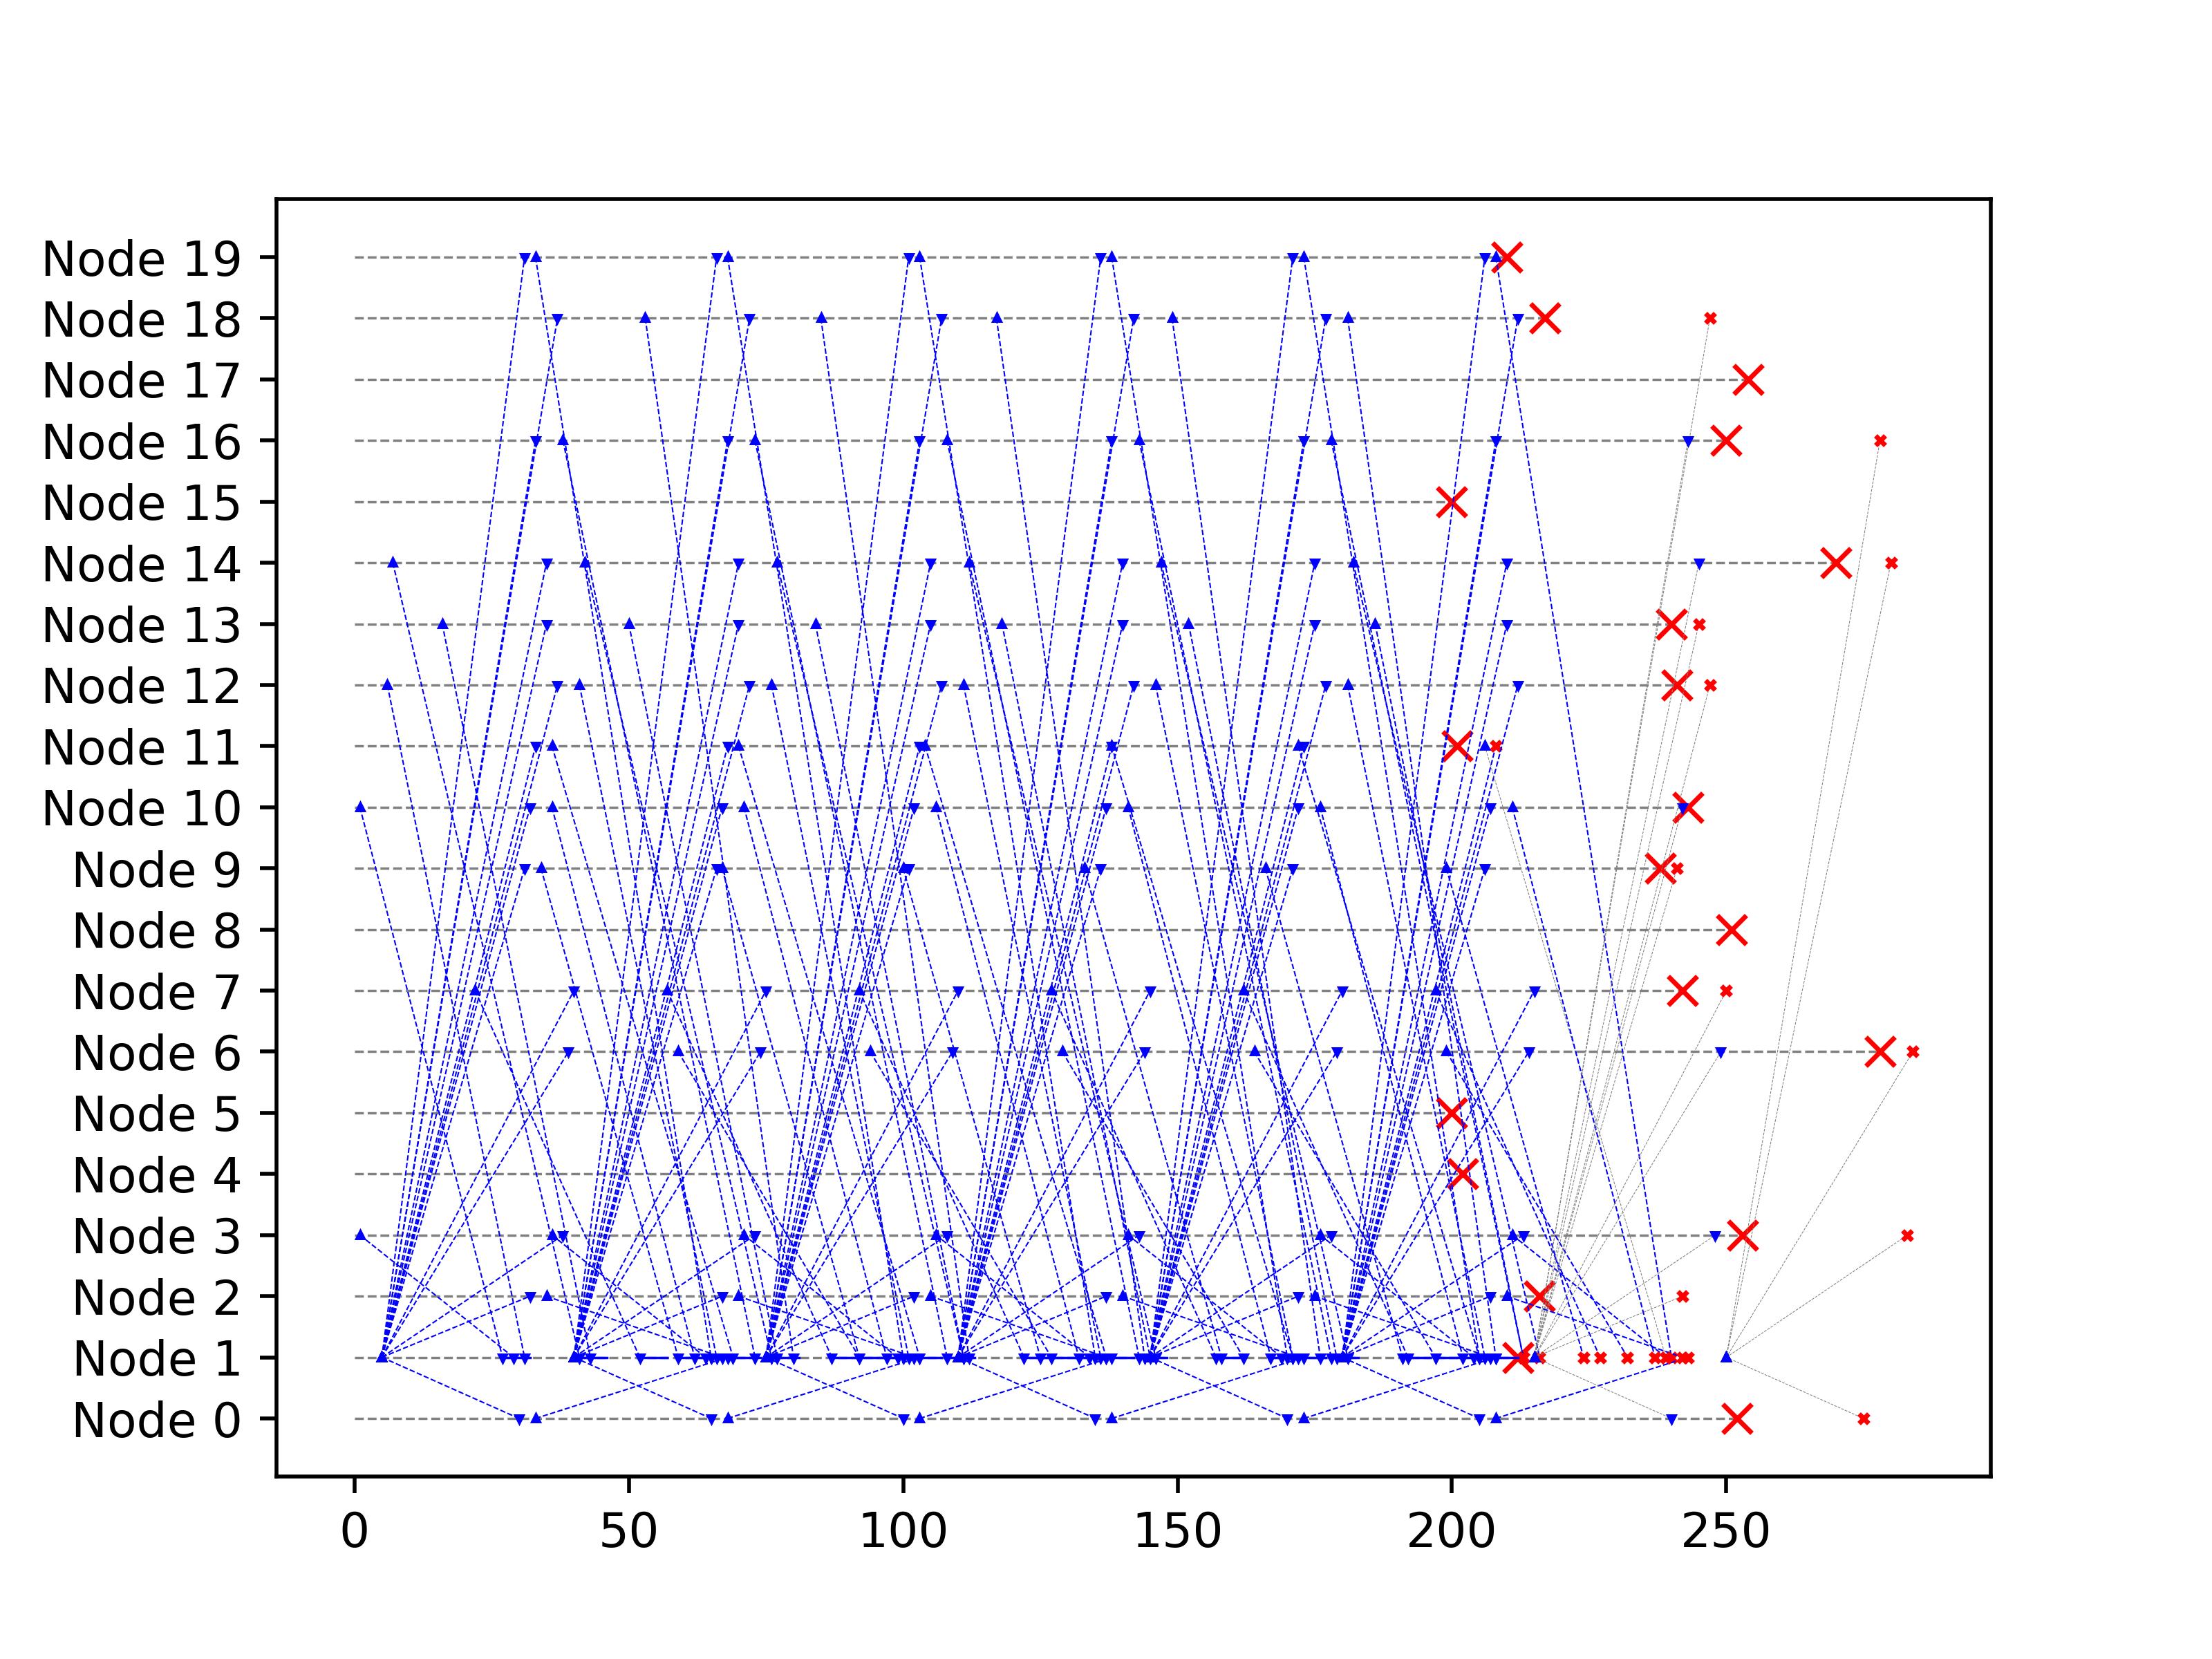 Node 19
Node 18
Node 17
Node 16
Node 15
Node 14
Node 13
Node 12
Node 11
Node 10
Node 9
Node 8
Node 7
Node 6
Node 5
Node 4
Node 3
Node 2
Node 1
Node 0
0 50 100 150 200 250